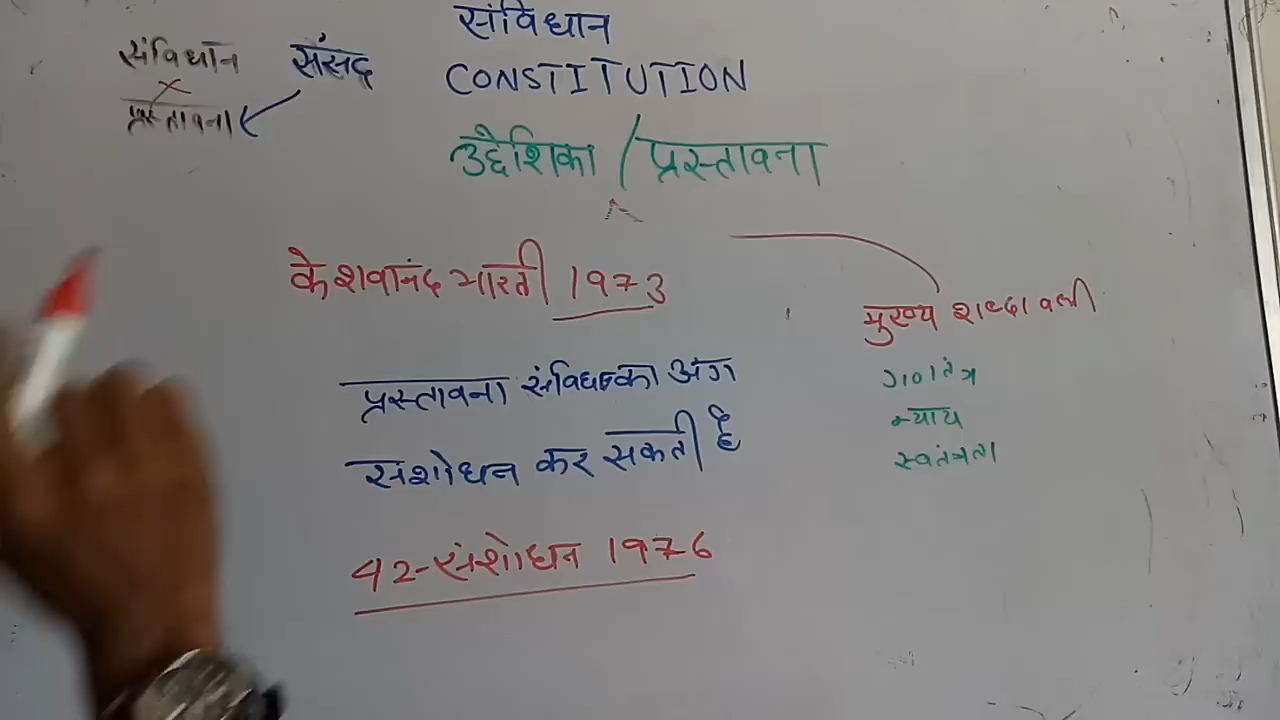 संविधान
CONSTITUTION
उद्देशिका / प्रस्तावना
संविधान
प्रस्तावना
संसद
केशवानंद भारती 1973
प्रस्तावना संविधान का अंग
संशोधन कर सकती है
42-संशोधन 1976
मुख्य शब्दावली
गणतंत्र
न्याय
स्वतंत्रता